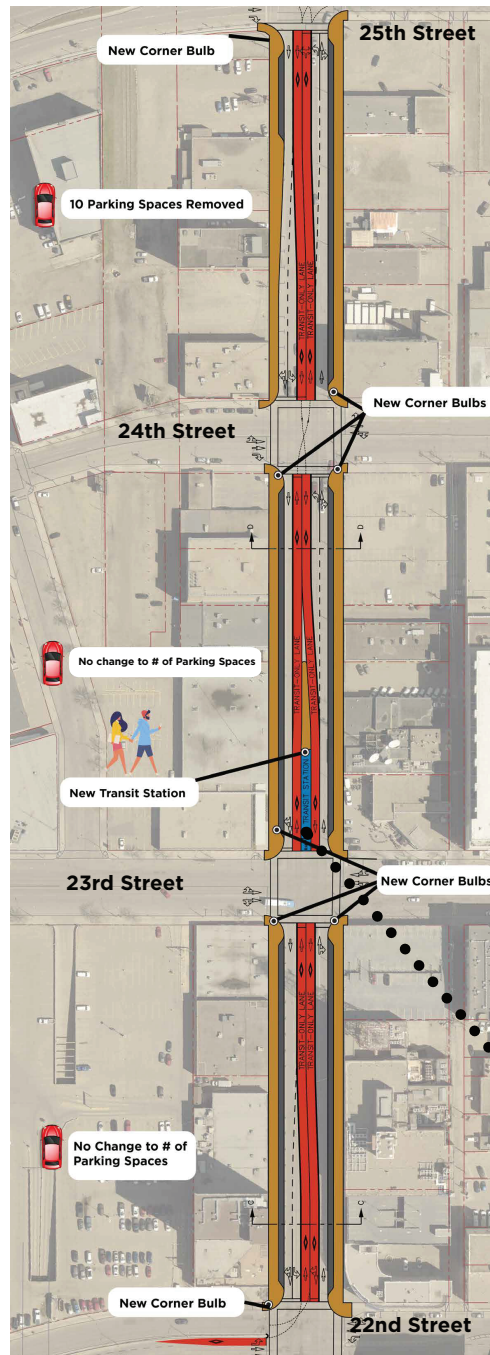 25th Street
New Corner Bulb
10 Parking Spaces Removed
TRANSIT-ONLY LANE
TRANSIT-ONLY LANE
New Corner Bulbs
24th Street
D
D
TRANSIT-ONLY LANE
TRANSIT-ONLY LANE
No change to # of Parking Spaces
New Transit Station
TRANSIT STATION
23rd Street
New Corner Bulbs
TRANSIT-ONLY LANE
TRANSIT-ONLY LANE
No Change to # of
Parking Spaces
C
C
New Corner Bulb
22nd Street